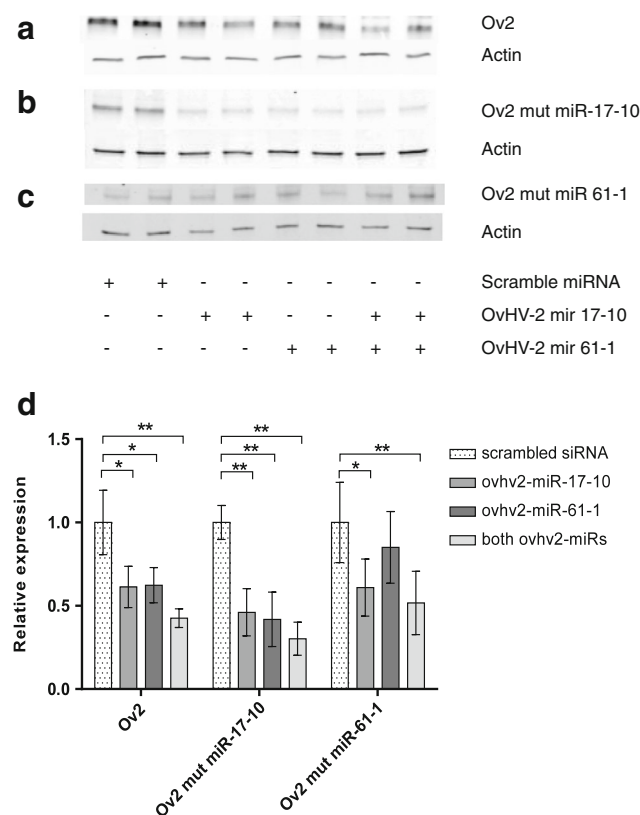 a
Ov2
Actin
b
Ov2 mut miR-17-10
Actin
c
Ov2 mut miR 61-1
Actin
+ + - - - - - - Scramble miRNA
- - + + - - + + OvHV-2 mir 17-10
- - - - + + + + OvHV-2 mir 61-1
d
** ** **
* ** *
* **
1.5
1.0
0.5
0.0
Relative expression
Ov2
Ov2 mut miR-17-10
Ov2 mut miR-61-1
scrambled siRNA
ovhv2-miR-17-10
ovhv2-miR-61-1
both ovhv2-miRs